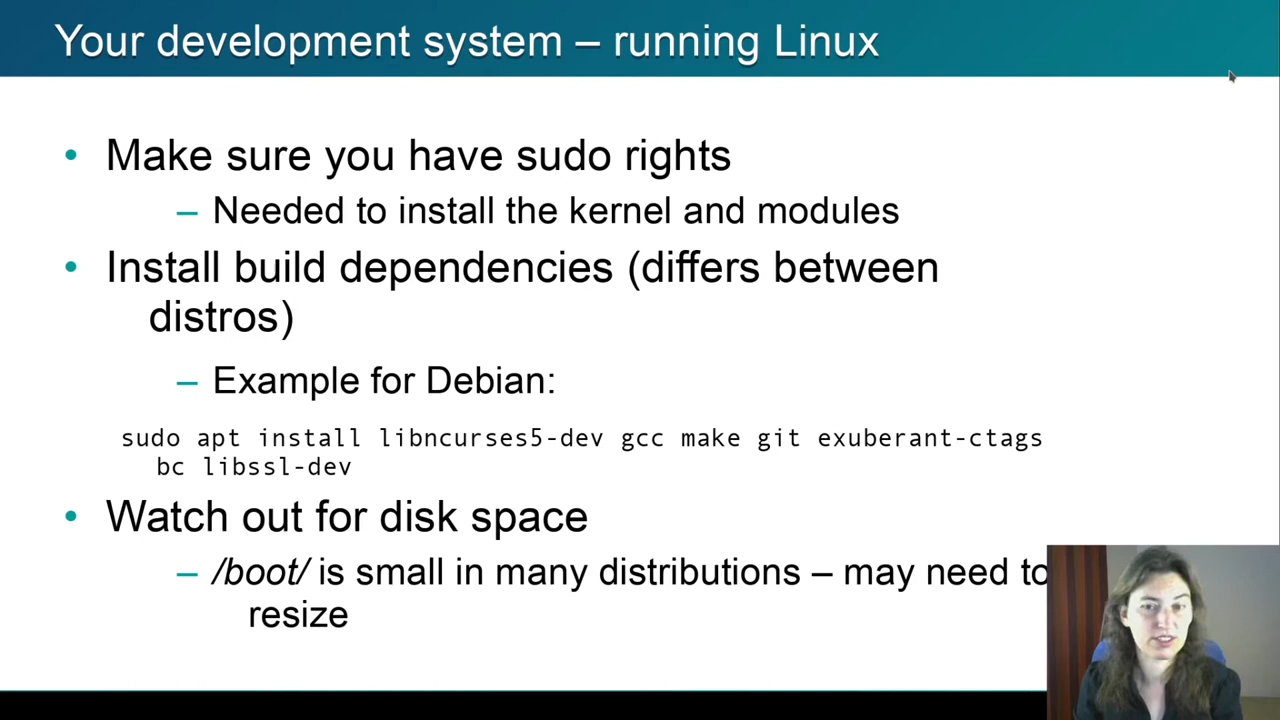 Your development system – running Linux
• Make sure you have sudo rights
– Needed to install the kernel and modules
• Install build dependencies (differs between
distros)
– Example for Debian:
sudo apt install libncurses5-dev gcc make git exuberant-ctags
bc libssl-dev
• Watch out for disk space
– /boot/ is small in many distributions – may need to
resize